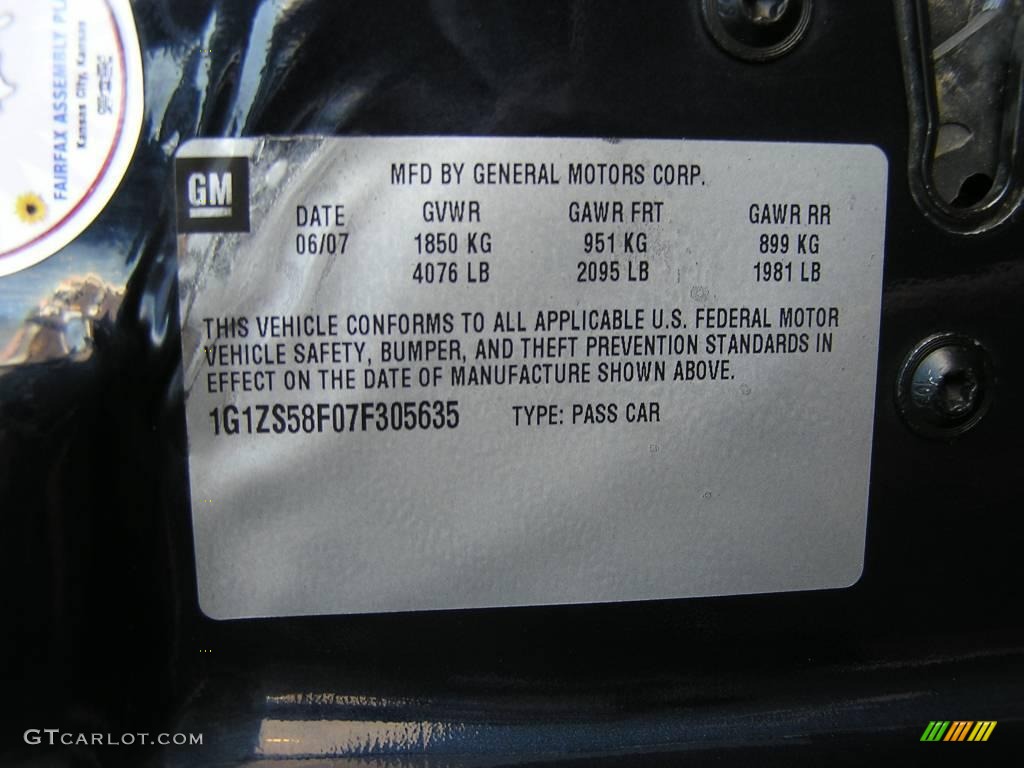 FAIRFAX ASSEMBLY
Kansas City, Kansas
GM
MFD BY GENERAL MOTORS CORP.
DATE GVWR GAWR FRT GAWR RR
06/07 1850 KG 951 KG 899 KG
4076 LB 2095 LB 1981 LB
THIS VEHICLE CONFORMS TO ALL APPLICABLE U.S. FEDERAL MOTOR
VEHICLE SAFETY, BUMPER, AND THEFT PREVENTION STANDARDS IN
EFFECT ON THE DATE OF MANUFACTURE SHOWN ABOVE.
1G1ZS58F07F305635 TYPE: PASS CAR
GTCARLOT.COM